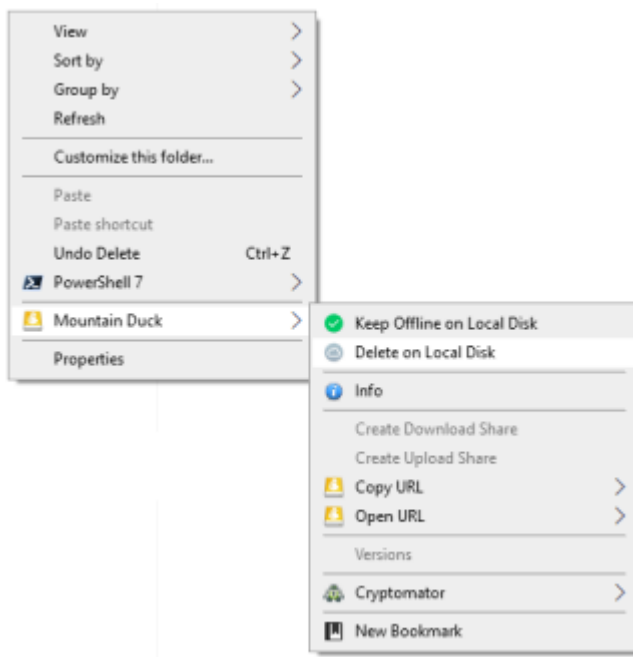 View
Sort by
Group by
Refresh
Customize this folder...
Paste
Paste shortcut
Undo Delete Ctrl+Z
PowerShell 7
Mountain Duck
Properties
Keep Offline on Local Disk
Delete on Local Disk
Info
Create Download Share
Create Upload Share
Copy URL
Open URL
Versions
Cryptomator
New Bookmark